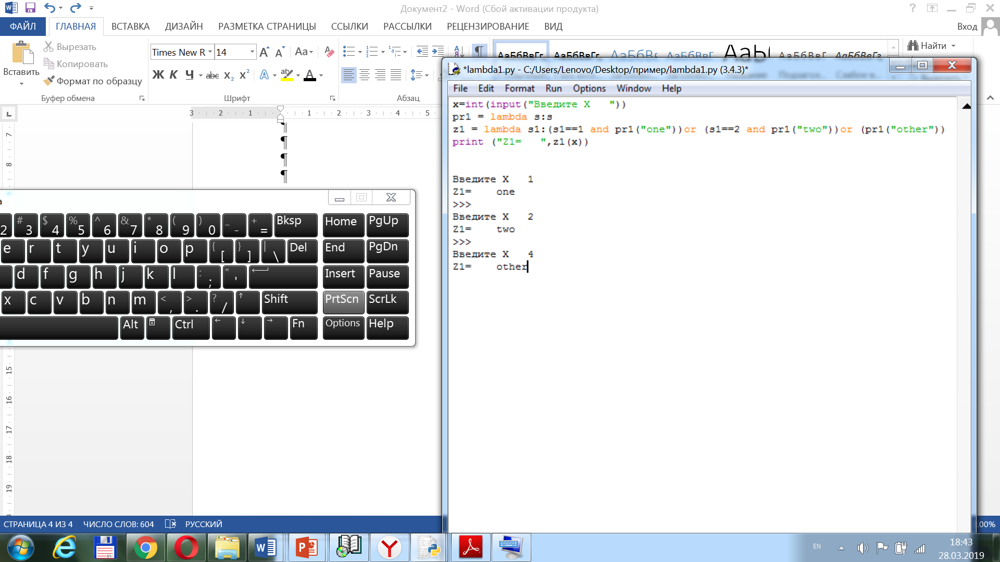 Документ2 - Word (Сбой активации продукта)
ФАЙЛ ГЛАВНАЯ ВСТАВКА ДИЗАЙН РАЗМЕТКА СТРАНИЦЫ ССЫЛКИ РАССЫЛКИ РЕЦЕНЗИРОВАНИЕ ВИД Вход
Вставить
Вырезать
Копировать
Формат по образцу
Буфер обмена
Times New R 14
Ж К Ч abc x₂ x²
Шрифт
Абзац
АаБбВвГг, АаБбВвГг,
Найти
*lambda1.py - C:/Users/Lenovo/Desktop/пример/lambda1.py (3.4.3)*
File Edit Format Run Options Window Help
x=int(input("Введите X   "))
pr1 = lambda s:s
z1 = lambda s1:(s1==1 and pr1("one"))or (s1==2 and pr1("two"))or (pr1("other"))
print ("Z1=   ",z1(x))
Введите X   1
Z1=    one
>>>
Введите X   2
Z1=    two
>>>
Введите X   4
Z1=    other
3 2 1 1 2 3 4 5
7
8
15
16
17
18
19
а
2 # 3 $ 4 % 5 ^ 6 & 7 * 8 ( 9 ) 0 _ - + = Bksp Home PgUp
e r t y u i o p { [ } ] | \ Del End PgDn
d f g h j k l : ; " ' Insert Pause
x c v b n m < , > . ? / Shift PrtScn ScrLk
Alt Ctrl Fn Options Help
СТРАНИЦА 4 ИЗ 4 ЧИСЛО СЛОВ: 604 РУССКИЙ 100%
EN
18:43
28.03.2019